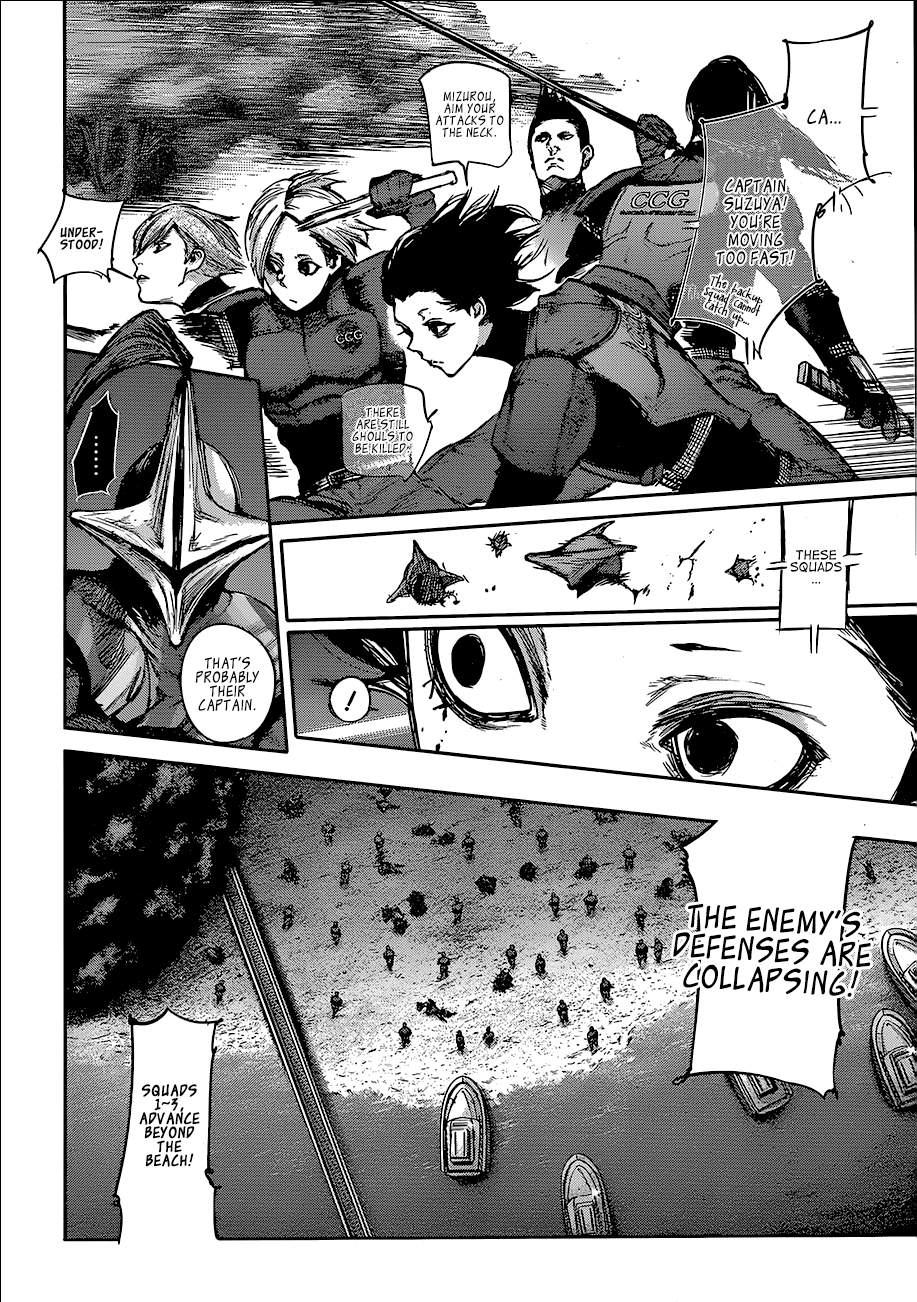 CA...
CAPTAIN
SUZUYA!
YOU'RE
MOVING
TOO FAST!
The backup
squad cannot
catch up...
CCG
MIZUROU,
AIM YOUR
ATTACKS TO
THE NECK.
UNDER-
STOOD!
CCG
THERE
ARE STILL
GHOULS TO
BE KILLED.
THESE
SQUADS
...
......
THAT'S
PROBABLY
THEIR
CAPTAIN.
!
THE ENEMY'S
DEFENSES ARE
COLLAPSING!
SQUADS
1~3,
ADVANCE
BEYOND
THE
BEACH!